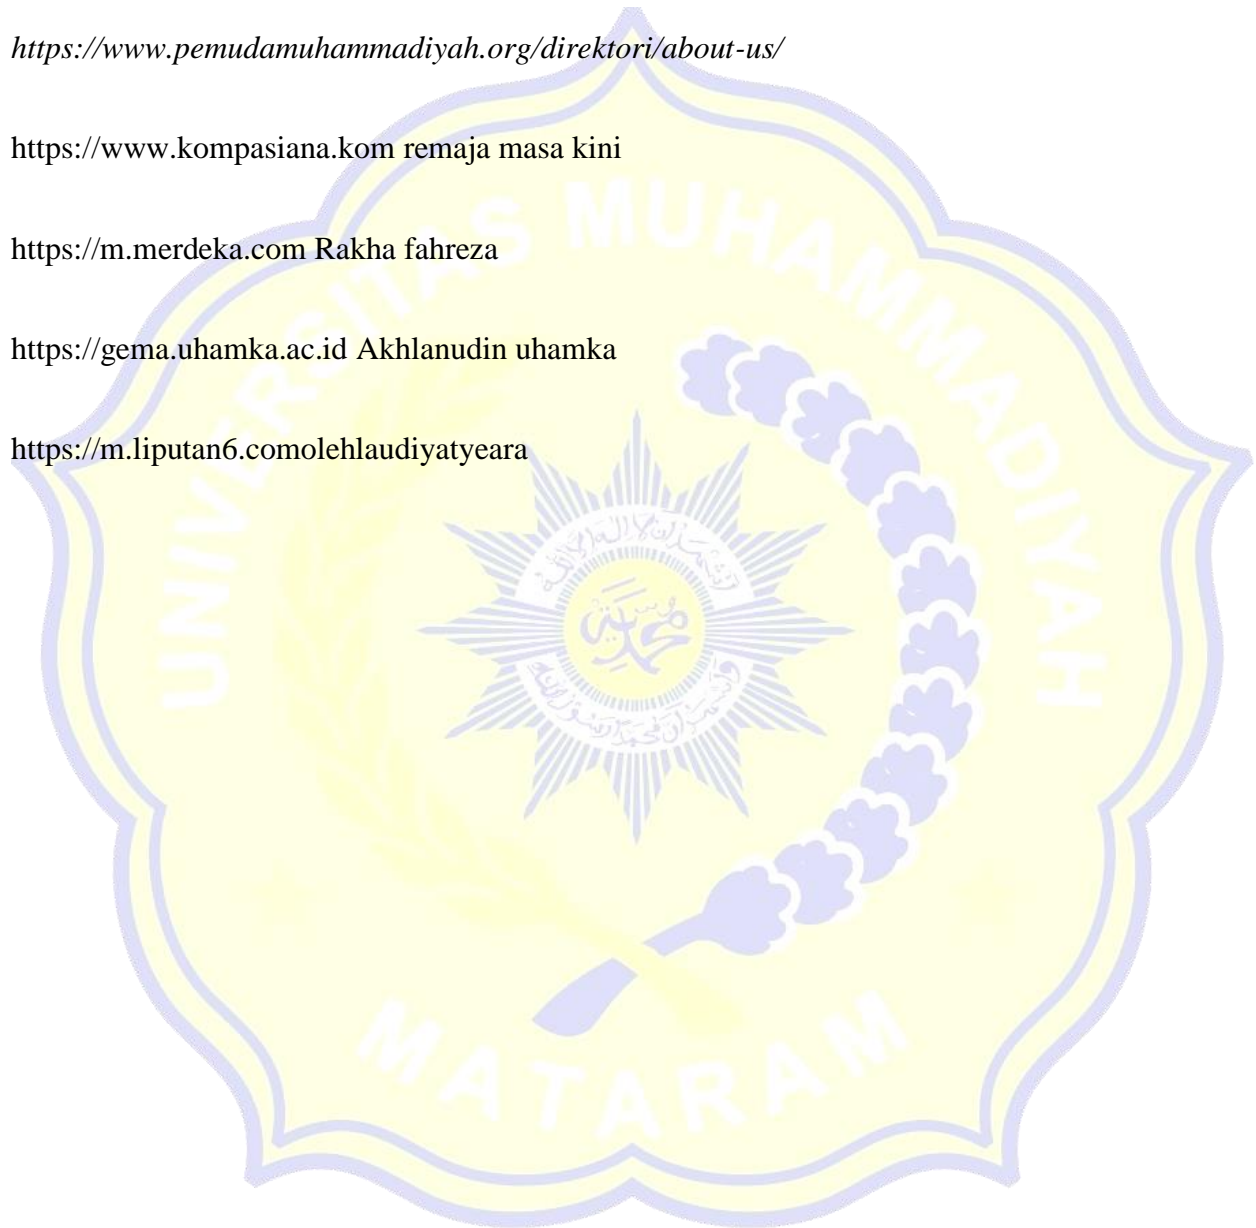 https://www.pemudamuhammadiyah.org/direktori/about-us/
https://www.kompasiana.kom remaja masa kini
https://m.merdeka.com Rakha fahreza
https://gema.uhamka.ac.id Akhlanudin uhamka
https://m.liputan6.comolehlaudiyatyeara
UNIVERSITAS MUHAMMADIYAH
MATARAM